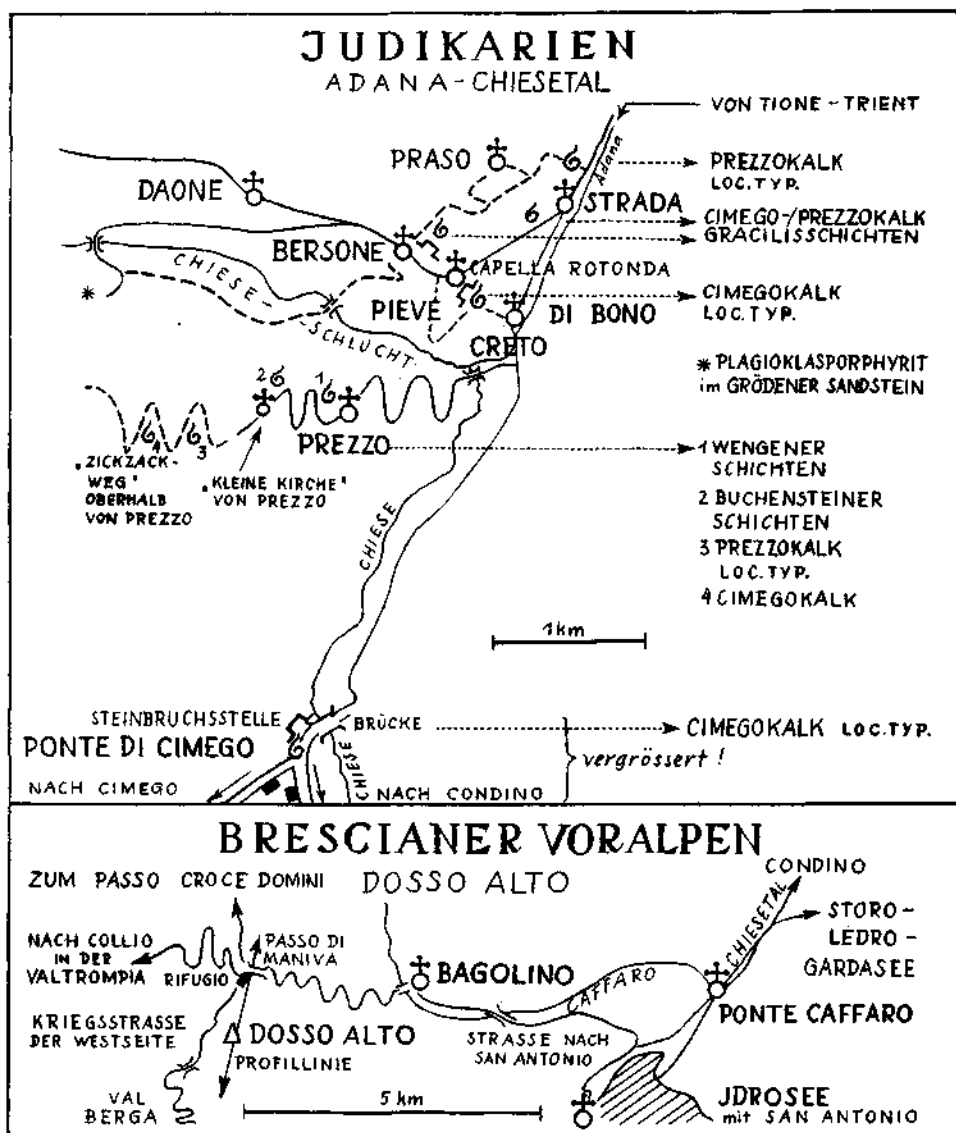 JUDIKARIEN
ADANA-CHIESETAL
VON TIONE - TRIENT
Adana
PRASO
PREZZOKALK
LOC. TYP.
DAONE
STRADA
CIMEGO-/PREZZOKALK
GRACILISSCHICHTEN
BERSONE
CAPELLA ROTONDA
CHIESE-
SCHLUCHT
PIEVE
DI BONO
CIMEGOKALK
LOC. TYP.
CRETO
* PLAGIOKLASPORPHYRIT
im GRÖDENER SANDSTEIN
*
2
1
PREZZO
4
3
"ZICKZACK-
WEG"
OBERHALB
VON PREZZO
"KLEINE KIRCHE"
VON PREZZO
1 WENGENER
SCHICHTEN
2 BUCHENSTEINER
SCHICHTEN
3 PREZZOKALK
LOC. TYP.
4 CIMEGOKALK
CHIESE
1km
STEINBRUCHSSTELLE
BRÜCKE
CIMEGOKALK LOC. TYP.
PONTE DI CIMEGO
vergrössert !
CHIESE
NACH CIMEGO
NACH CONDINO
BRESCIANER VORALPEN
ZUM PASSO CROCE DOMINI
DOSSO ALTO
CONDINO
CHIESETAL
STORO-
LEDRO-
GARDASEE
NACH COLLIO
IN DER
VALTROMPIA
RIFUGIO
PASSO DI
MANIVA
BAGOLINO
CAFFARO
PONTE CAFFARO
KRIEGSSTRASSE
DER WESTSEITE
DOSSO ALTO
PROFILLINIE
STRASSE NACH
SAN ANTONIO
VAL
BERGA
5 km
JDROSEE
mit SAN ANTONIO